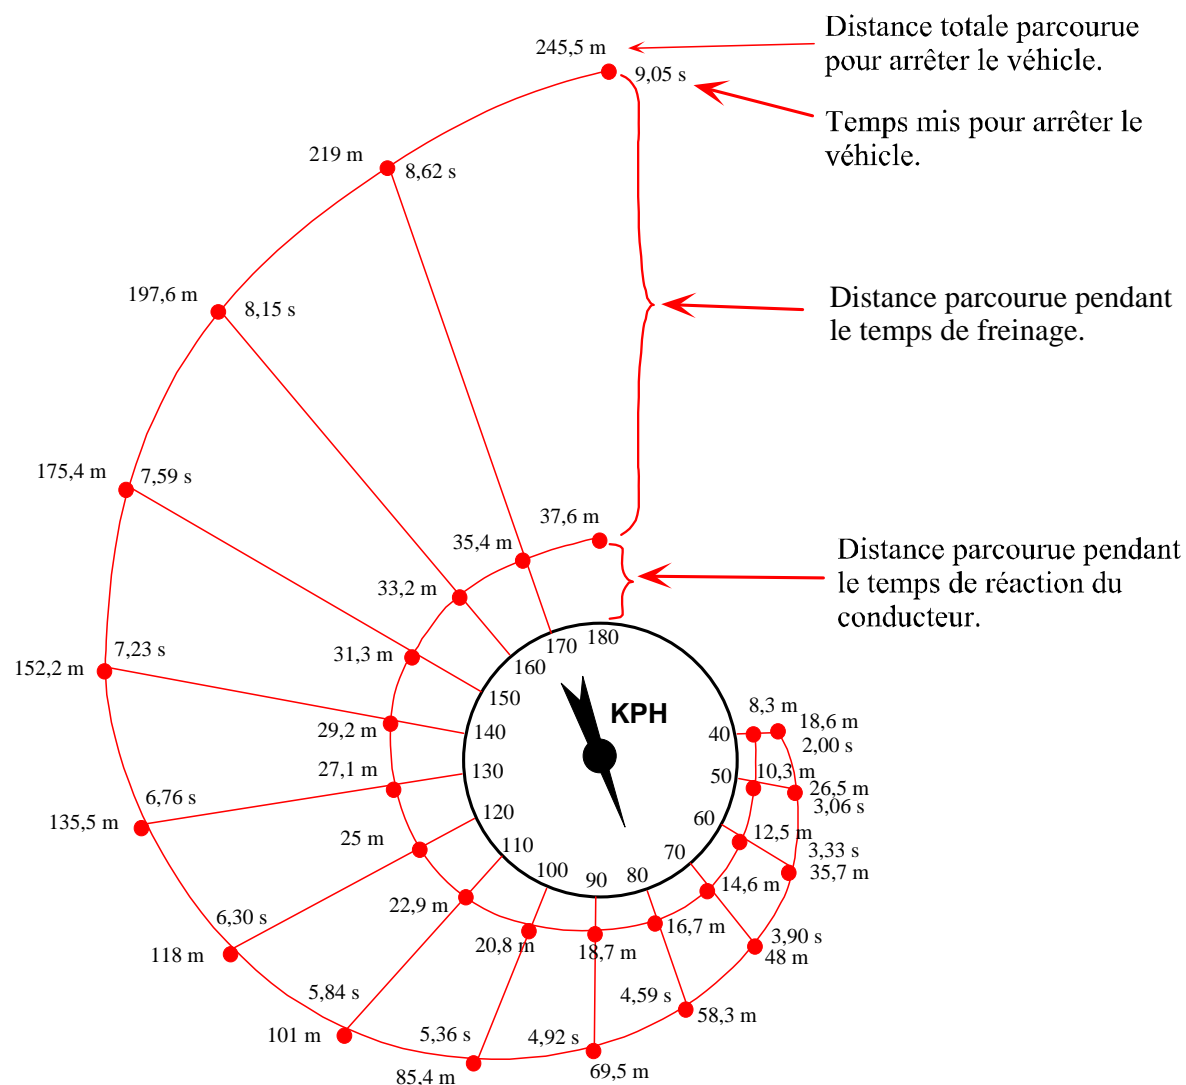 Distance totale parcourue
pour arrêter le véhicle.
245,5 m
9,05 s
Temps mis pour arrêter le
véhicle.
219 m
8,62 s
197,6 m
8,15 s
Distance parcourue pendant
le temps de freinage.
175,4 m
7,59 s
37,6 m
35,4 m
Distance parcourue pendant
le temps de réaction du
conducteur.
33,2 m
31,3 m
152,2 m
7,23 s
29,2 m
27,1 m
135,5 m
6,76 s
25 m
118 m
6,30 s
22,9 m
101 m
5,84 s
20,8 m
85,4 m
5,36 s
18,7 m
4,92 s
69,5 m
16,7 m
4,59 s
58,3 m
14,6 m
3,90 s
48 m
12,5 m
3,33 s
35,7 m
10,3 m
26,5 m
3,06 s
8,3 m
18,6 m
2,00 s
180
170
160
150
140
130
120
110
100
90
80
70
60
50
40
KPH